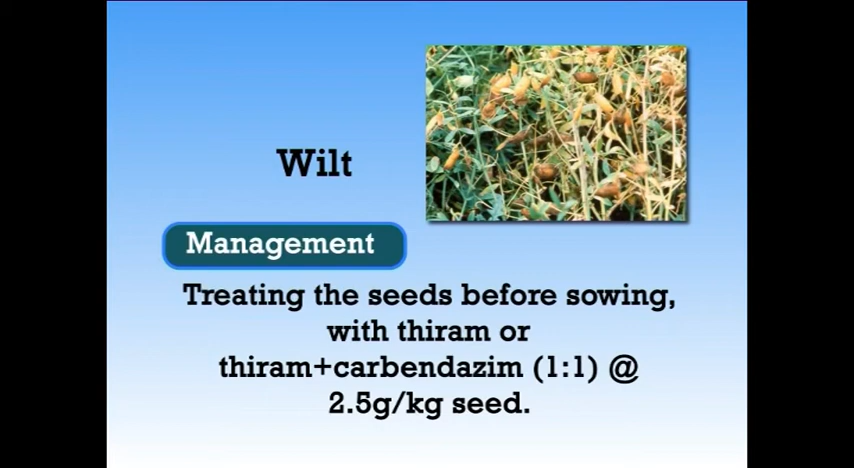 Wilt
Management
Treating the seeds before sowing,
with thiram or
thiram+carbendazim (1:1) @
2.5g/kg seed.